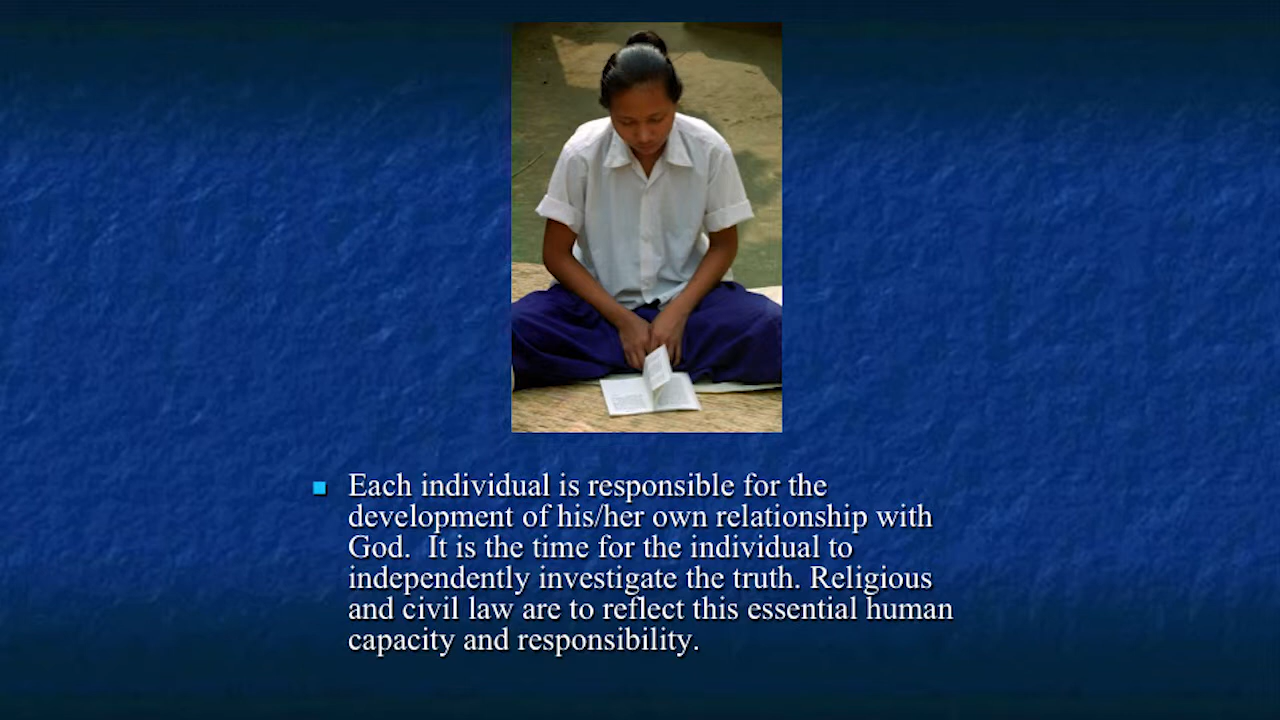 Each individual is responsible for the
development of his/her own relationship with
God.  It is the time for the individual to
independently investigate the truth. Religious
and civil law are to reflect this essential human
capacity and responsibility.